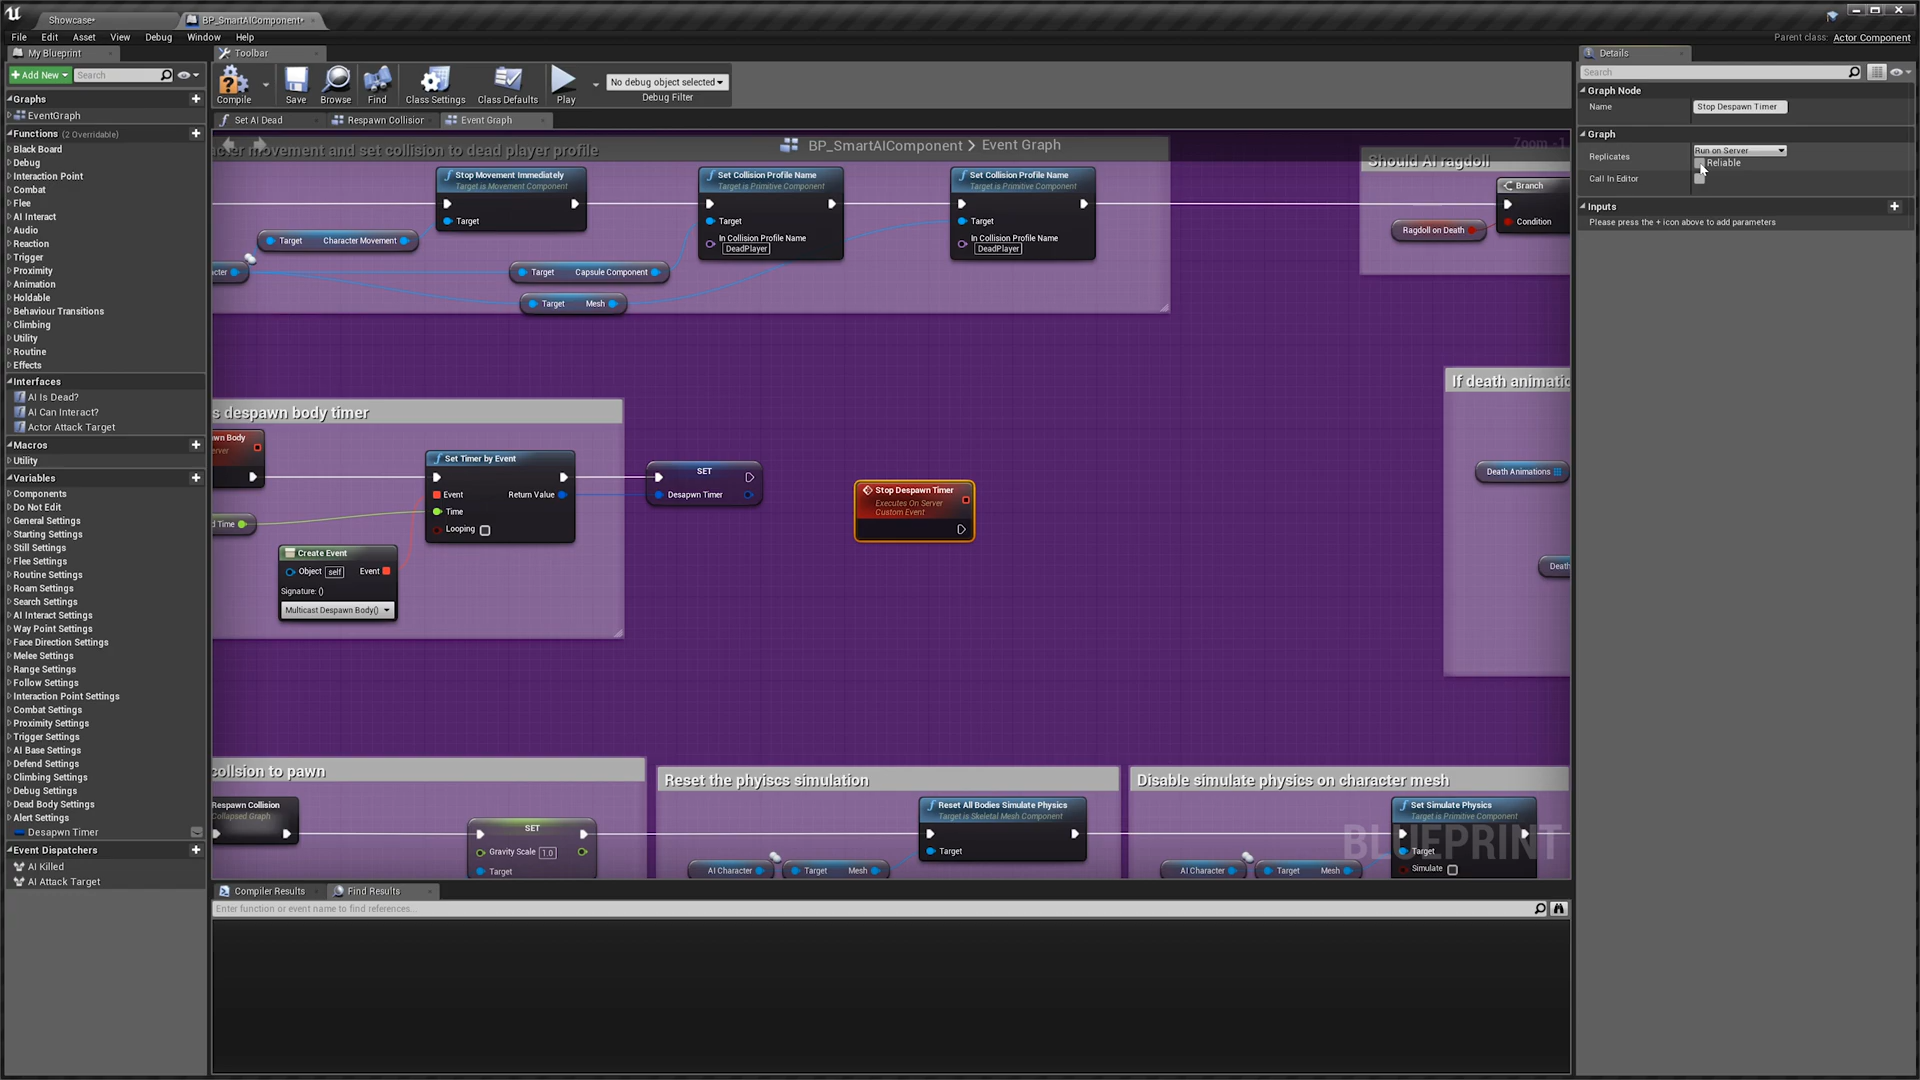 Showcase*
BP_SmartAIComponent*
File Edit Asset View Debug Window Help
Parent class: Actor Component
My Blueprint
Toolbar
Details
Add New
Search
Compile
Save
Browse
Find
Class Settings
Class Defaults
Play
No debug object selected
Debug Filter
Set AI Dead
Respawn Collision
Event Graph
Graphs
EventGraph
Functions (2 Overridable)
Black Board
Debug
Interaction Point
Combat
Flee
AI Interact
Audio
Reaction
Trigger
Proximity
Animation
Holdable
Behaviour Transitions
Climbing
Utility
Routine
Effects
Interfaces
AI Is Dead?
AI Can Interact?
Actor Attack Target
Macros
Utility
Variables
Components
Do Not Edit
General Settings
Starting Settings
Still Settings
Flee Settings
Routine Settings
Roam Settings
Search Settings
AI Interact Settings
Way Point Settings
Face Direction Settings
Melee Settings
Range Settings
Follow Settings
Interaction Point Settings
Combat Settings
Proximity Settings
Trigger Settings
AI Base Settings
Defend Settings
Climbing Settings
Debug Settings
Dead Body Settings
Alert Settings
Desapwn Timer
Event Dispatchers
AI Killed
AI Attack Target
BP_SmartAIComponent > Event Graph
Zoom -1
movement and set collision to dead player profile
Stop Movement Immediately
Target is Movement Component
Target
Target Character Movement
Set Collision Profile Name
Target is Primitive Component
Target
In Collision Profile Name
DeadPlayer
Set Collision Profile Name
Target is Primitive Component
Target
In Collision Profile Name
DeadPlayer
Target Capsule Component
Target Mesh
Should AI ragdoll
Branch
Condition
Ragdoll on Death
s despawn body timer
wn Body
erver
d Time
Set Timer by Event
Event Return Value
Time
Looping
Create Event
Object self Event
Signature: ()
Multicast Despawn Body()
SET
Desapwn Timer
Stop Despawn Timer
Executes On Server
Custom Event
If death animatio
Death Animations
Death
collsion to pawn
Respawn Collision
Collapsed Graph
SET
Gravity Scale 1.0
Target
Reset the phyiscs simulation
Reset All Bodies Simulate Physics
Target is Skeletal Mesh Component
Target
AI Character Target Mesh
Disable simulate physics on character mesh
Set Simulate Physics
Target is Primitive Component
Target
Simulate
AI Character Target Mesh
BLUEPRINT
Compiler Results
Find Results
Enter function or event name to find references...
Search
Graph Node
Name Stop Despawn Timer
Graph
Replicates Run on Server
Reliable
Call In Editor
Inputs
Please press the + icon above to add parameters